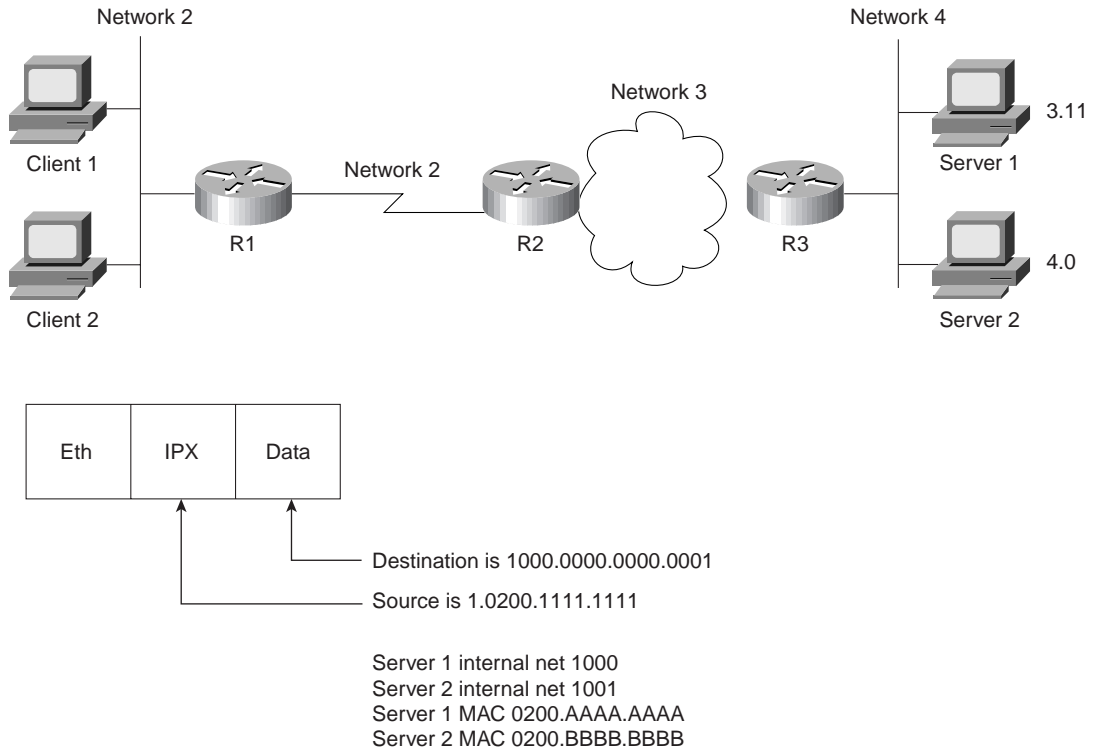 Network 2
Network 4
Network 3
3.11
Client 1
Server 1
Network 2
R1
R2
R3
4.0
Client 2
Server 2
Eth
IPX
Data
Destination is 1000.0000.0000.0001
Source is 1.0200.1111.1111
Server 1 internal net 1000
Server 2 internal net 1001
Server 1 MAC 0200.AAAA.AAAA
Server 2 MAC 0200.BBBB.BBBB